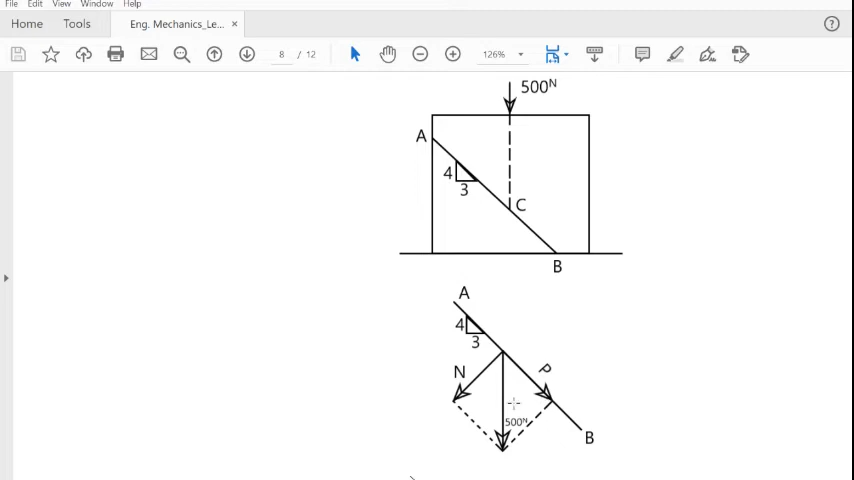 File Edit View Window Help
Home Tools Eng. Mechanics_Le... ×
8 / 12 126%
500N
A
4
3
C
B
A
4
3
N
P
500N
B